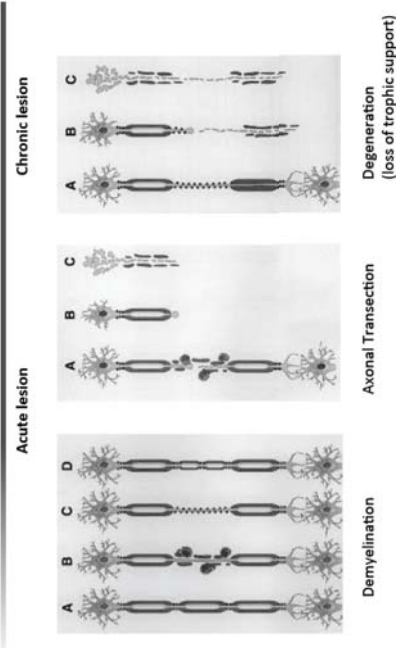 Acute lesion
Chronic lesion
A
B
C
D
A
B
C
A
B
C
Demyelination
Axonal Transection
Degeneration
(loss of trophic support)